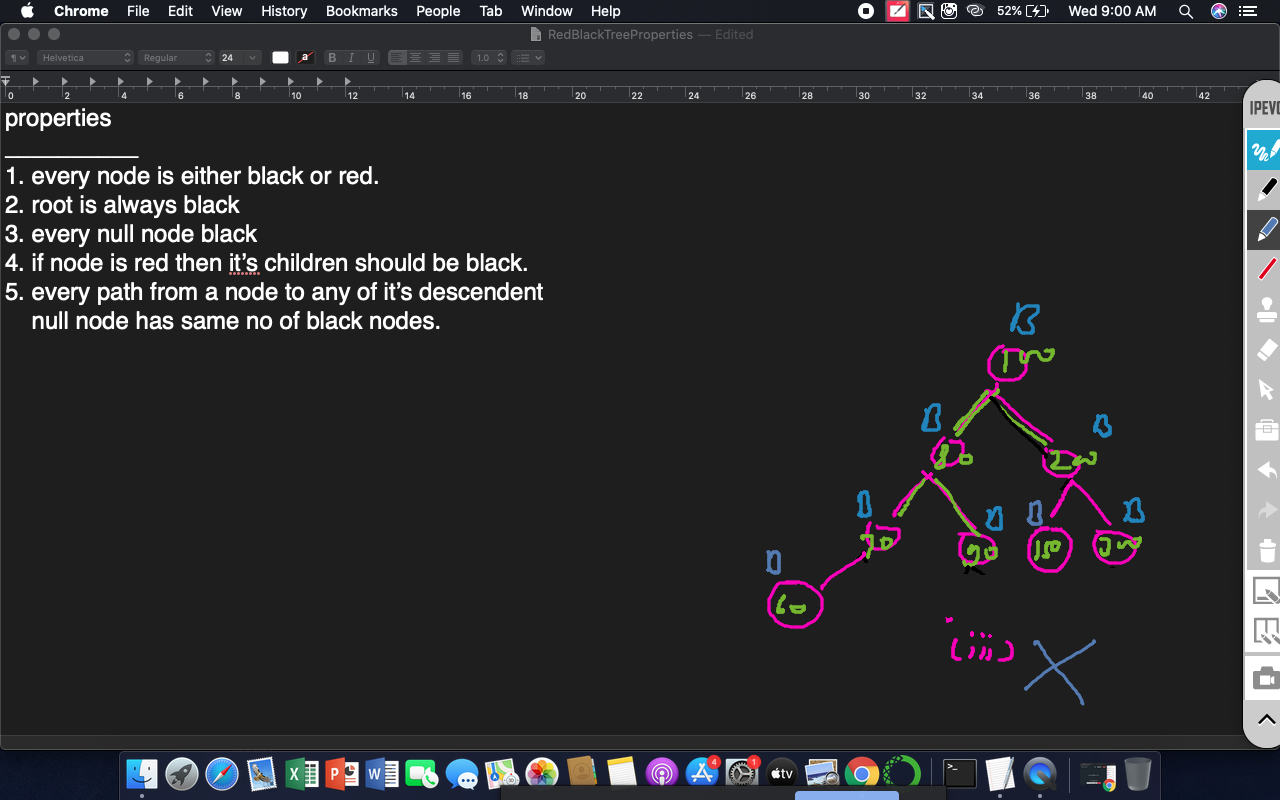 Chrome File Edit View History Bookmarks People Tab Window Help 52% Wed 9:00 AM
RedBlackTreeProperties — Edited
¶ Helvetica Regular 24 a B I U 1.0
0 2 4 6 8 10 12 14 16 18 20 22 24 26 28 30 32 34 36 38 40 42
IPEVO
properties
___________
1. every node is either black or red.
2. root is always black
3. every null node black
4. if node is red then it’s children should be black.
5. every path from a node to any of it’s descendent
null node has same no of black nodes.
B
100
B B
80 200
B B B B
70 90 150 300
B
60
(iii)
4 1
tv